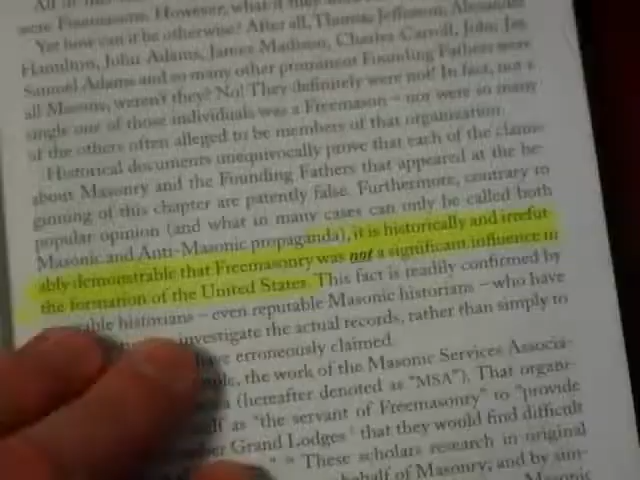 were Freemasons. However, what if they
Yet how can it be otherwise? After all, Thomas Jefferson, Alexander
Hamilton, John Adams, James Madison, Charles Carroll, John Jay,
Samuel Adams and so many other prominent Founding Fathers were
all Masons, weren't they? No! They definitely were not! In fact, not a
single one of those individuals was a Freemason – nor were so many
of the others often alleged to be members of that organization.
Historical documents unequivocally prove that each of the claims
about Masonry and the Founding Fathers that appeared at the be-
ginning of this chapter are patently false. Furthermore, contrary to
popular opinion (and what in many cases can only be called both
Masonic and Anti-Masonic propaganda), it is historically and irrefut-
ably demonstrable that Freemasonry was not a significant influence in
the formation of the United States. This fact is readily confirmed by
historians – even reputable Masonic historians – who have
investigate the actual records, rather than simply to
have erroneously claimed.
the work of the Masonic Services Associa-
(hereafter denoted as "MSA"). That organi-
as "the servant of Freemasonry" to "provide
Grand Lodges that they would find difficult
" These scholars research in original
behalf of Masonry, and by sim-
Masonic